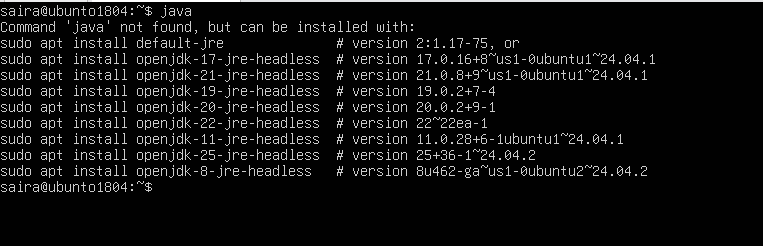 saira@ubunto1804:~$ java
Command 'java' not found, but can be installed with:
sudo apt install default-jre              # version 2:1.17-75, or
sudo apt install openjdk-17-jre-headless  # version 17.0.16+8~us1-0ubuntu1~24.04.1
sudo apt install openjdk-21-jre-headless  # version 21.0.8+9~us1-0ubuntu1~24.04.1
sudo apt install openjdk-19-jre-headless  # version 19.0.2+7-4
sudo apt install openjdk-20-jre-headless  # version 20.0.2+9-1
sudo apt install openjdk-22-jre-headless  # version 22~22ea-1
sudo apt install openjdk-11-jre-headless  # version 11.0.28+6-1ubuntu1~24.04.1
sudo apt install openjdk-25-jre-headless  # version 25+36-1~24.04.2
sudo apt install openjdk-8-jre-headless   # version 8u462-ga~us1-0ubuntu2~24.04.2
saira@ubunto1804:~$